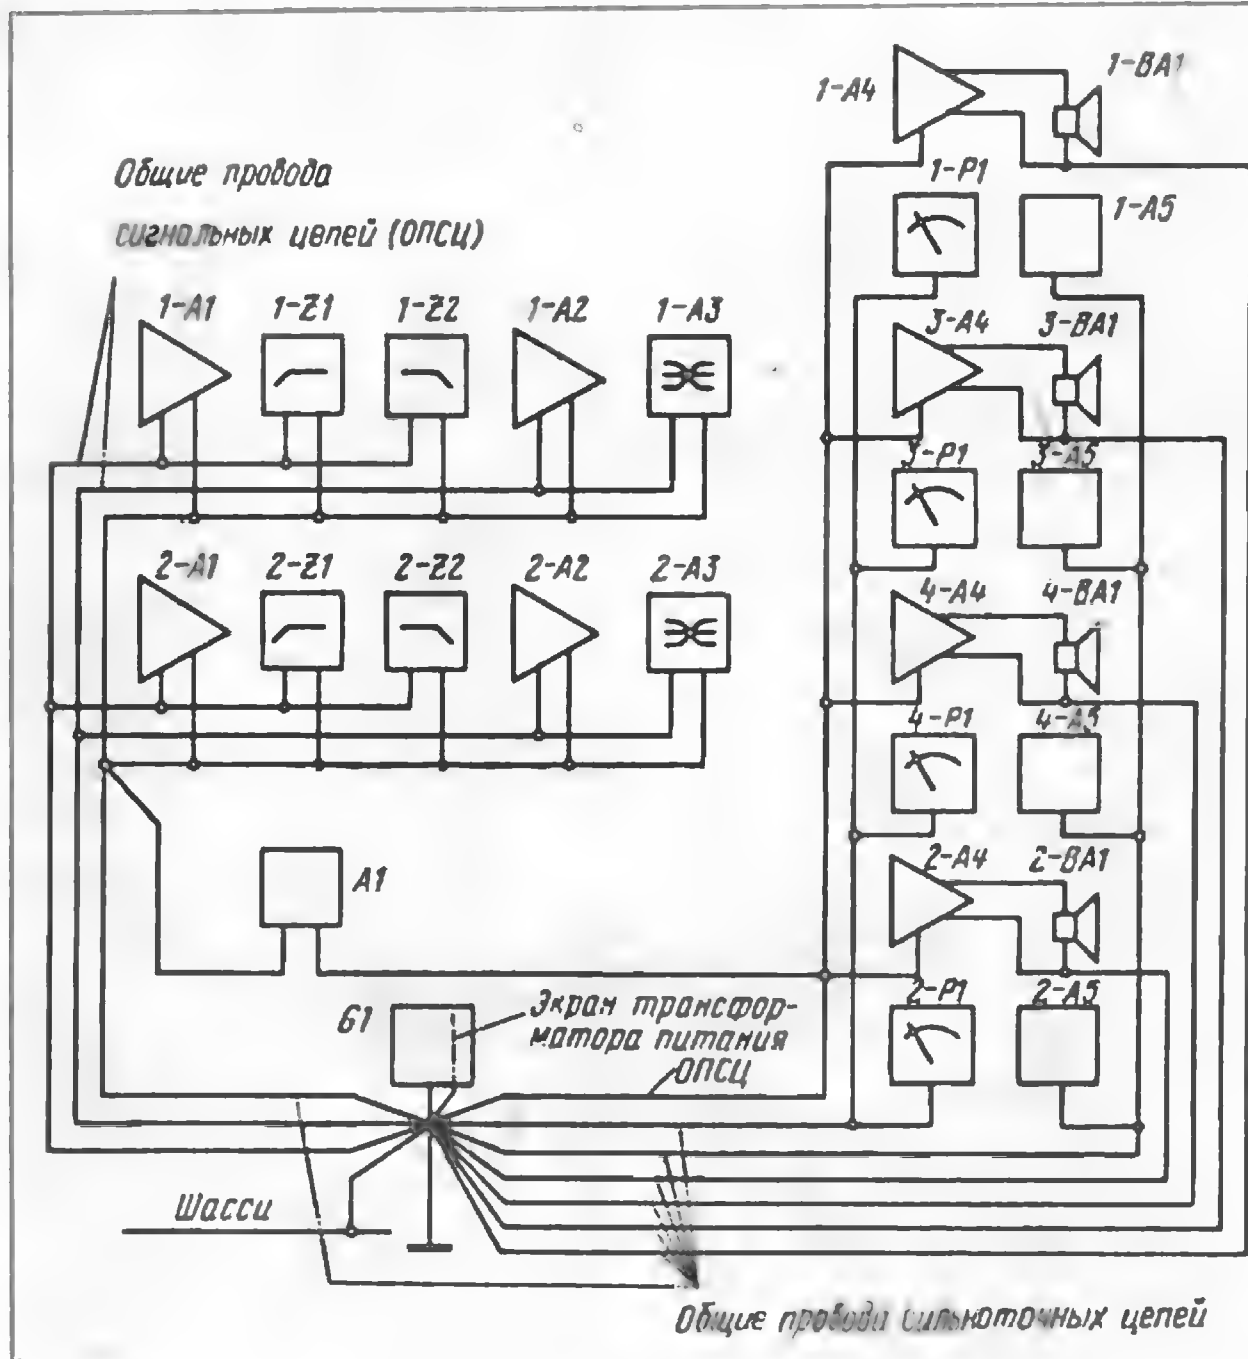 Общие провода
сигнальных цепей (ОПСЦ)
1-A1
1-Z1
1-Z2
1-A2
1-A3
2-A1
2-Z1
2-Z2
2-A2
2-A3
A1
G1
Экран трансфор-
матора питания
ОПСЦ
Шасси
1-A4
1-BA1
1-P1
1-A5
3-A4
3-BA1
3-P1
3-A5
4-A4
4-BA1
4-P1
4-A5
2-A4
2-BA1
2-P1
2-A5
Общие провода сильноточных цепей